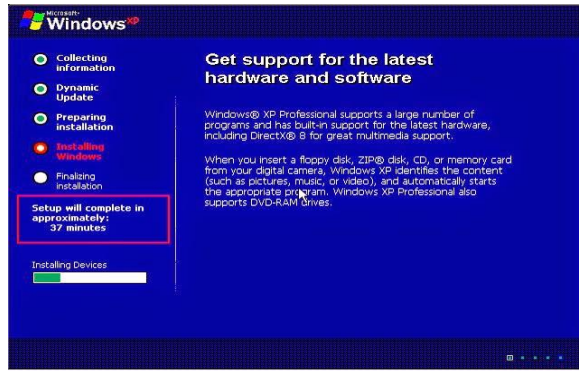 Microsoft
Windows xp
Collecting
information
Dynamic
Update
Preparing
installation
Installing
Windows
Finalizing
installation
Setup will complete in
approximately:
37 minutes
Installing Devices
Get support for the latest
hardware and software
Windows® XP Professional supports a large number of
programs and has built-in support for the latest hardware,
including DirectX® 8 for great multimedia support.
When you insert a floppy disk, ZIP® disk, CD, or memory card
from your digital camera, Windows XP identifies the content
(such as pictures, music, or video), and automatically starts
the appropriate program. Windows XP Professional also
supports DVD-RAM drives.